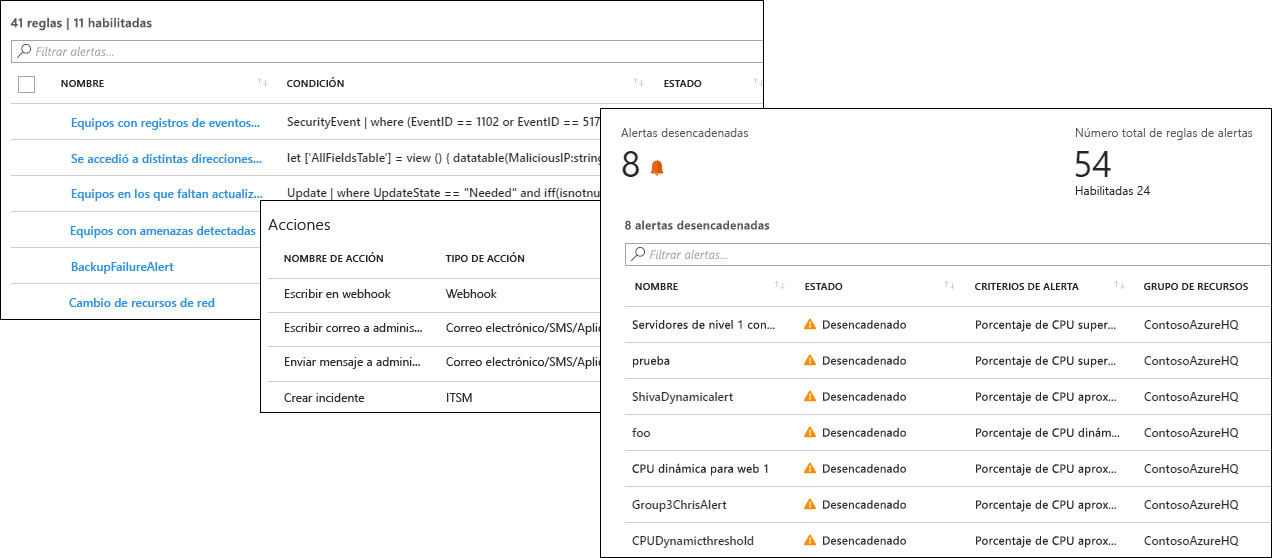 41 reglas | 11 habilitadas
Filtrar alertas...
NOMBRE CONDICIÓN ESTADO
Equipos con registros de eventos... SecurityEvent | where (EventID == 1102 or EventID == 517
Se accedió a distintas direcciones... let ['AllFieldsTable'] = view () { datatable(MaliciousIP:string
Equipos en los que faltan actualiz... Update | where UpdateState == "Needed" and iff(isnotnu
Equipos con amenazas detectadas
BackupFailureAlert
Cambio de recursos de red
Acciones
NOMBRE DE ACCIÓN TIPO DE ACCIÓN
Escribir en webhook Webhook
Escribir correo a adminis... Correo electrónico/SMS/Aplic
Enviar mensaje a admini... Correo electrónico/SMS/Aplic
Crear incidente ITSM
Alertas desencadenadas Número total de reglas de alertas
8 54
Habilitadas 24
8 alertas desencadenadas
Filtrar alertas...
NOMBRE ESTADO CRITERIOS DE ALERTA GRUPO DE RECURSOS
Servidores de nivel 1 con... Desencadenado Porcentaje de CPU super... ContosoAzureHQ
prueba Desencadenado Porcentaje de CPU super... ContosoAzureHQ
ShivaDynamicalert Desencadenado Porcentaje de CPU aprox... ContosoAzureHQ
foo Desencadenado Porcentaje de CPU dinám... ContosoAzureHQ
CPU dinámica para web 1 Desencadenado Porcentaje de CPU aprox... ContosoAzureHQ
Group3ChrisAlert Desencadenado Porcentaje de CPU aprox... ContosoAzureHQ
CPUDynamicthreshold Desencadenado Porcentaje de CPU aprox... ContosoAzureHQ